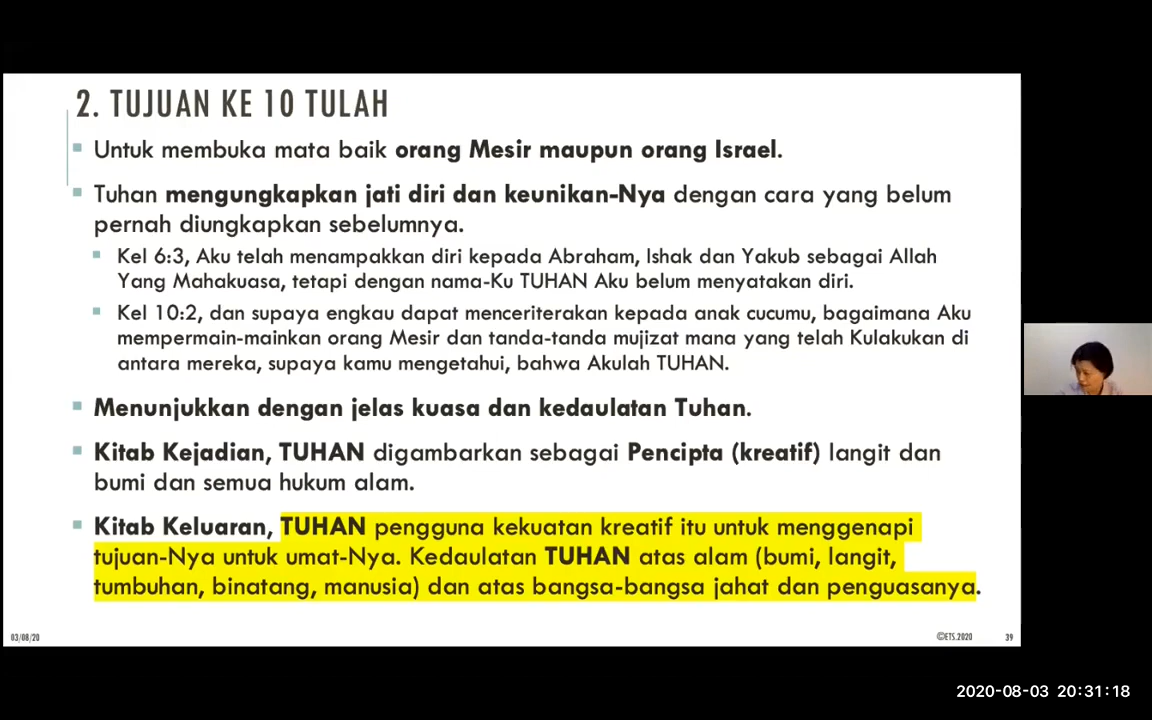 2. TUJUAN KE 10 TULAH
Untuk membuka mata baik orang Mesir maupun orang Israel.
Tuhan mengungkapkan jati diri dan keunikan-Nya dengan cara yang belum
pernah diungkapkan sebelumnya.
Kel 6:3, Aku telah menampakkan diri kepada Abraham, Ishak dan Yakub sebagai Allah
Yang Mahakuasa, tetapi dengan nama-Ku TUHAN Aku belum menyatakan diri.
Kel 10:2, dan supaya engkau dapat menceriterakan kepada anak cucumu, bagaimana Aku
mempermain-mainkan orang Mesir dan tanda-tanda mujizat mana yang telah Kulakukan di
antara mereka, supaya kamu mengetahui, bahwa Akulah TUHAN.
Menunjukkan dengan jelas kuasa dan kedaulatan Tuhan.
Kitab Kejadian, TUHAN digambarkan sebagai Pencipta (kreatif) langit dan
bumi dan semua hukum alam.
Kitab Keluaran, TUHAN pengguna kekuatan kreatif itu untuk menggenapi
tujuan-Nya untuk umat-Nya. Kedaulatan TUHAN atas alam (bumi, langit,
tumbuhan, binatang, manusia) dan atas bangsa-bangsa jahat dan penguasanya.
03/08/20
©ETS.2020
39
2020-08-03 20:31:18